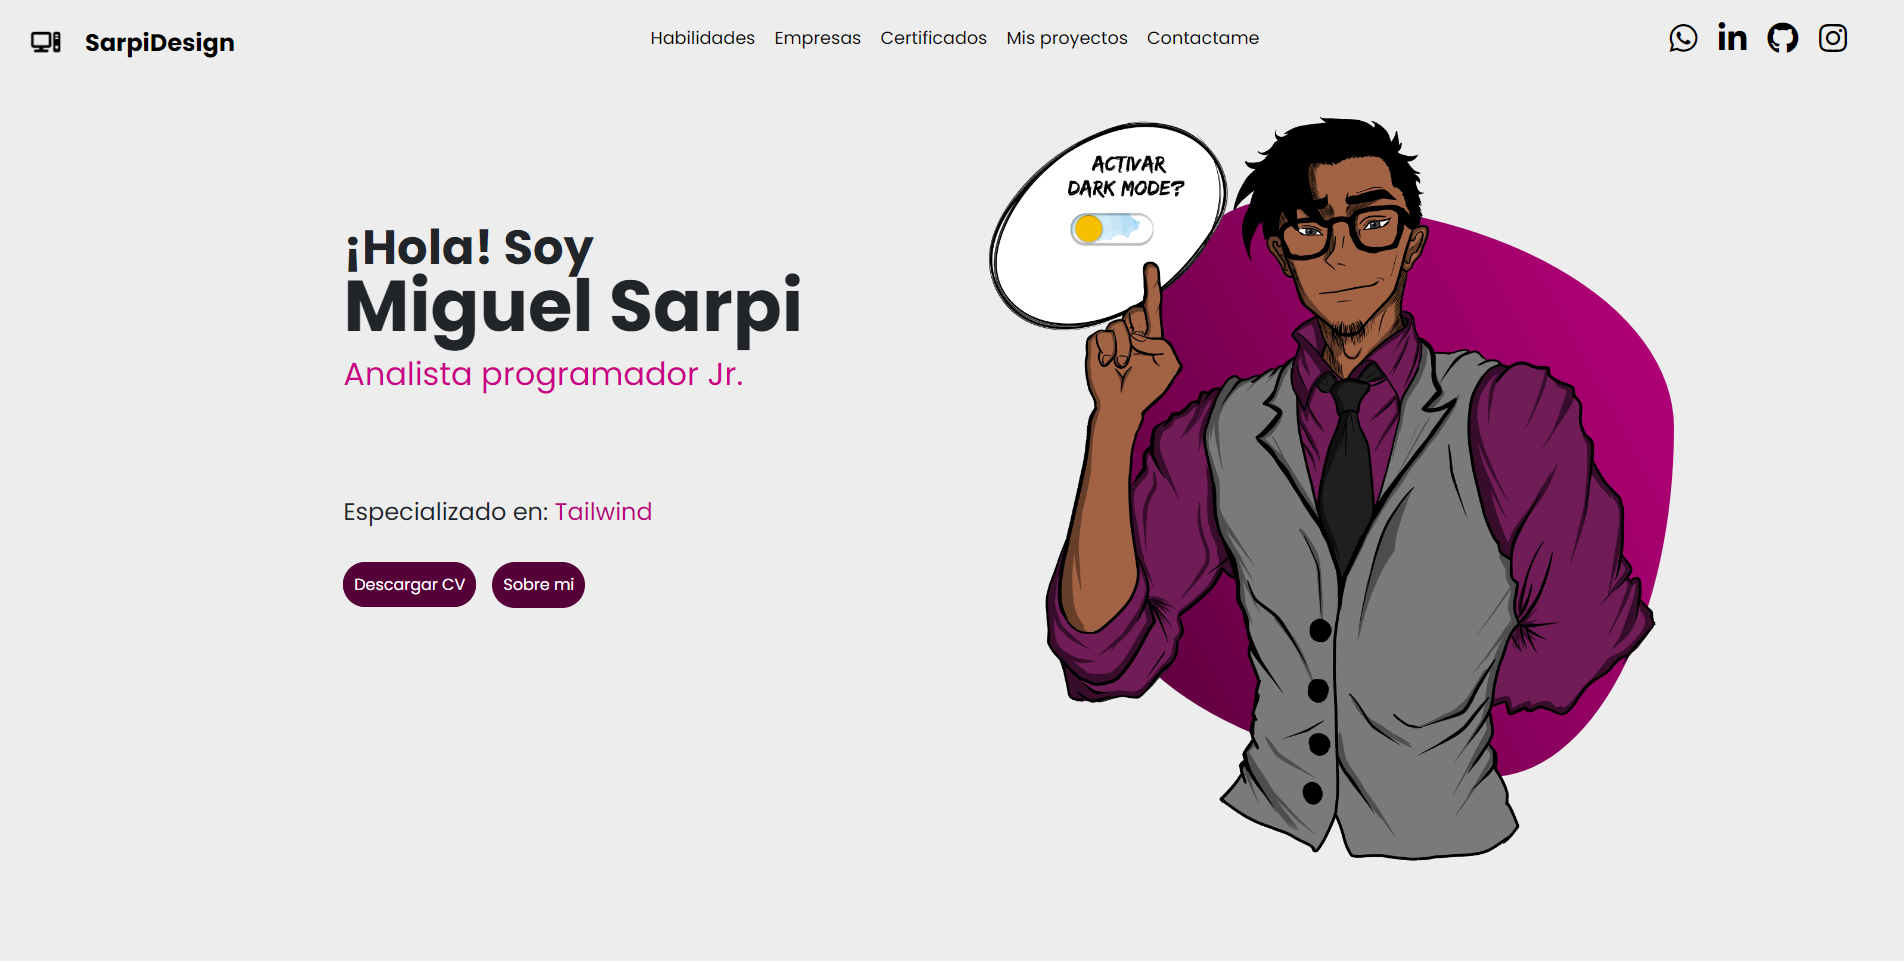 SarpiDesign
Habilidades Empresas Certificados Mis proyectos Contactame
ACTIVAR
DARK MODE?
¡Hola! Soy
Miguel Sarpi
Analista programador Jr.
Especializado en: Tailwind
Descargar CV Sobre mi